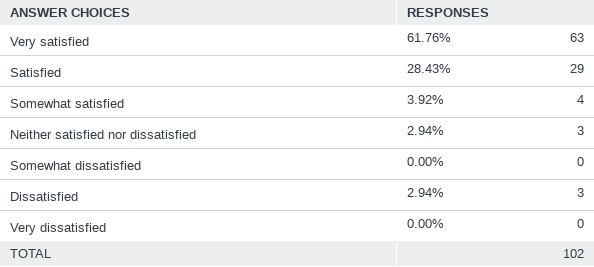 ANSWER CHOICES RESPONSES
Very satisfied 61.76% 63
Satisfied 28.43% 29
Somewhat satisfied 3.92% 4
Neither satisfied nor dissatisfied 2.94% 3
Somewhat dissatisfied 0.00% 0
Dissatisfied 2.94% 3
Very dissatisfied 0.00% 0
TOTAL 102